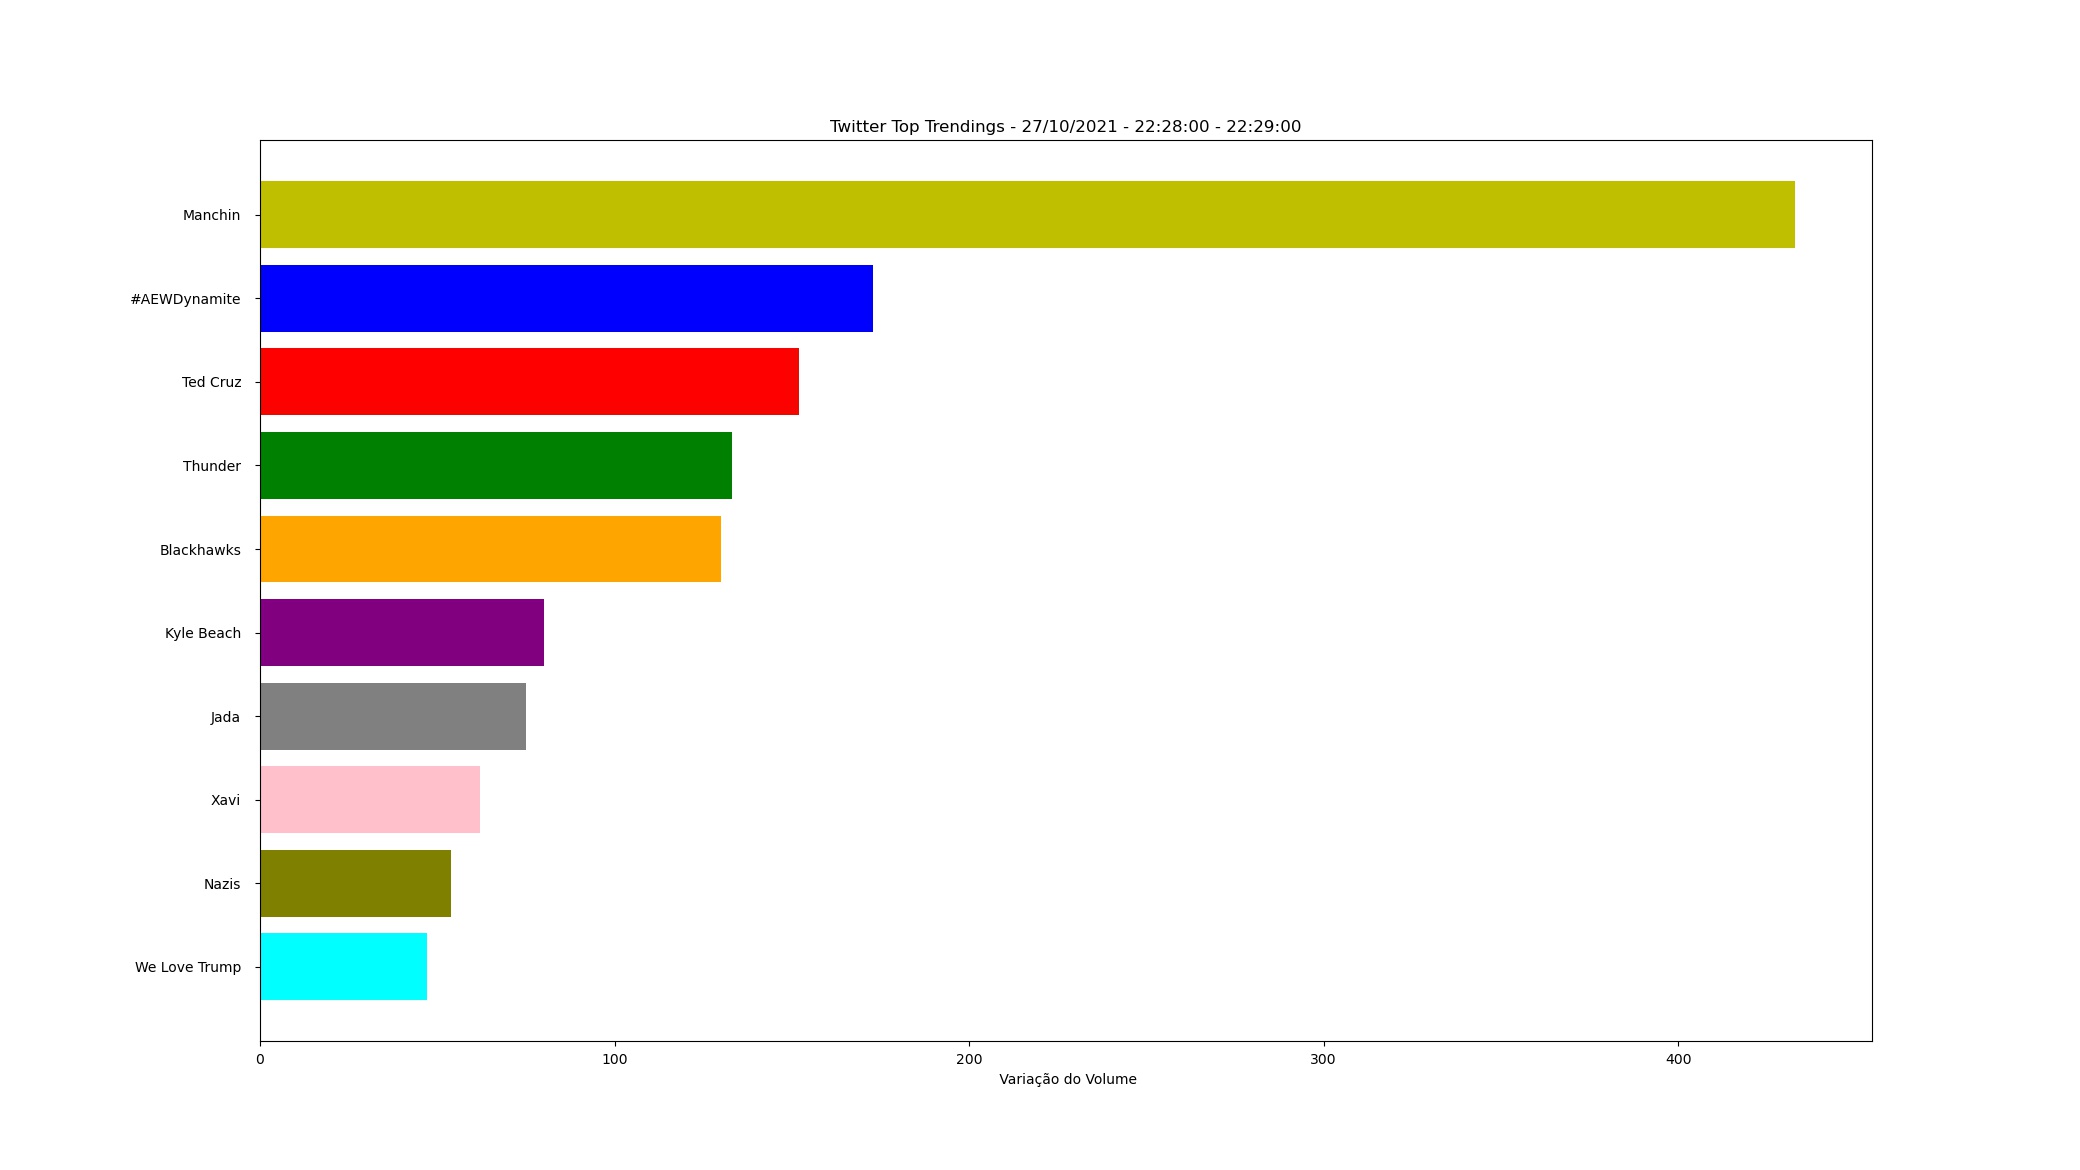 Twitter Top Trendings - 27/10/2021 - 22:28:00 - 22:29:00
Manchin
#AEWDynamite
Ted Cruz
Thunder
Blackhawks
Kyle Beach
Jada
Xavi
Nazis
We Love Trump
0 100 200 300 400
Variação do Volume